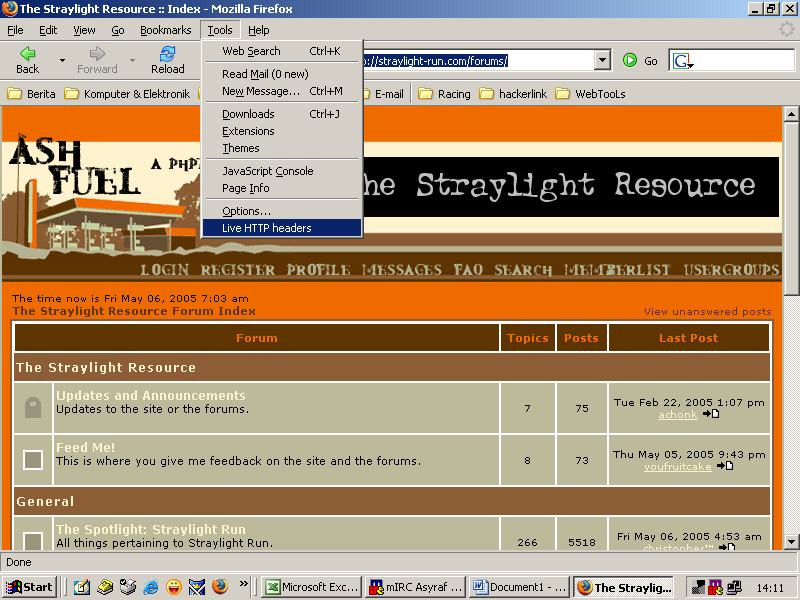 The Straylight Resource :: Index - Mozilla Firefox
File Edit View Go Bookmarks Tools Help
Back Forward Reload
://straylight-run.com/forums/ Go G
Berita Komputer & Elektronik E-mail Racing hackerlink WebTooLs
Web Search Ctrl+K
Read Mail (0 new)
New Message... Ctrl+M
Downloads Ctrl+J
Extensions
Themes
JavaScript Console
Page Info
Options...
Live HTTP headers
ASH FUEL
A PHP
he Straylight Resource
LOGIN REGISTER PROFILE MESSAGES FAQ SEARCH MEMBERLIST USERGROUPS
The time now is Fri May 06, 2005 7:03 am
The Straylight Resource Forum Index View unanswered posts
Forum Topics Posts Last Post
The Straylight Resource
Updates and Announcements
Updates to the site or the forums.
7 75
Tue Feb 22, 2005 1:07 pm
achonk
Feed Me!
This is where you give me feedback on the site and the forums.
8 73
Thu May 05, 2005 9:43 pm
youfruitcake
General
The Spotlight: Straylight Run
All things pertaining to Straylight Run.
266 5518
Fri May 06, 2005 4:53 am
christopher™
Done
Start » Microsoft Exc... mIRC Asyraf ... Document1 - ... The Straylig... 14:11